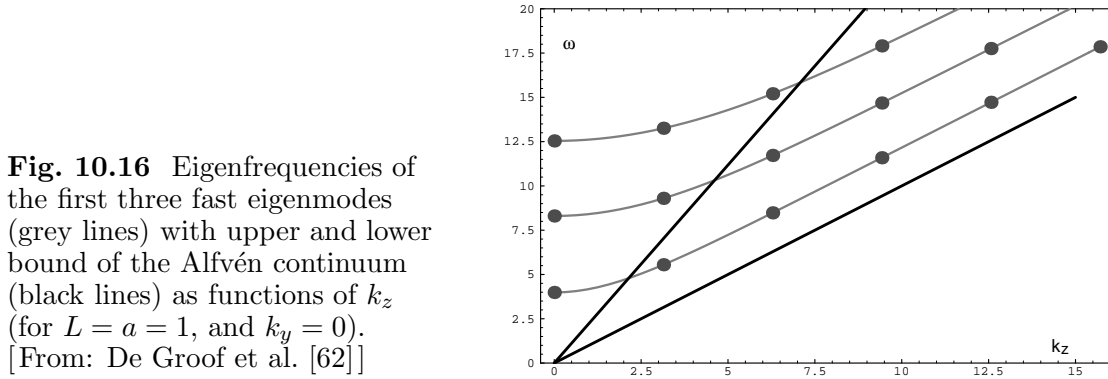 Fig. 10.16 Eigenfrequencies of
the first three fast eigenmodes
(grey lines) with upper and lower
bound of the Alfvén continuum
(black lines) as functions of k_z
(for L = a = 1, and k_y = 0).
[From: De Groof et al. [62]]
20
17.5
15
12.5
10
7.5
5
2.5
0
ω
kz
0 2.5 5 7.5 10 12.5 15